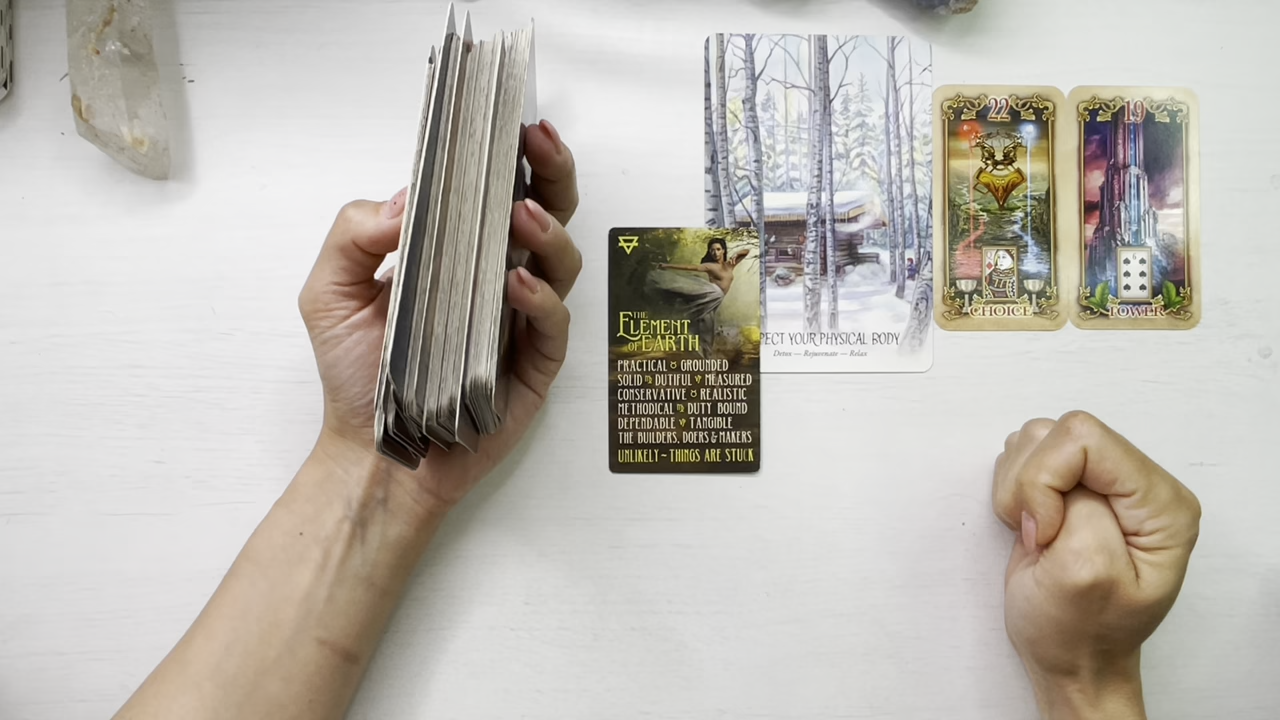 THE
ELEMENT
OF EARTH
PRACTICAL ♉ GROUNDED
SOLID ♍ DUTIFUL ♑ MEASURED
CONSERVATIVE ♉ REALISTIC
METHODICAL ♍ DUTY BOUND
DEPENDABLE ♑ TANGIBLE
THE BUILDERS, DOERS & MAKERS
UNLIKELY ~ THINGS ARE STUCK
PECT YOUR PHYSICAL BODY
Detox — Rejuvenate — Relax
22
CHOICE
19
TOWER